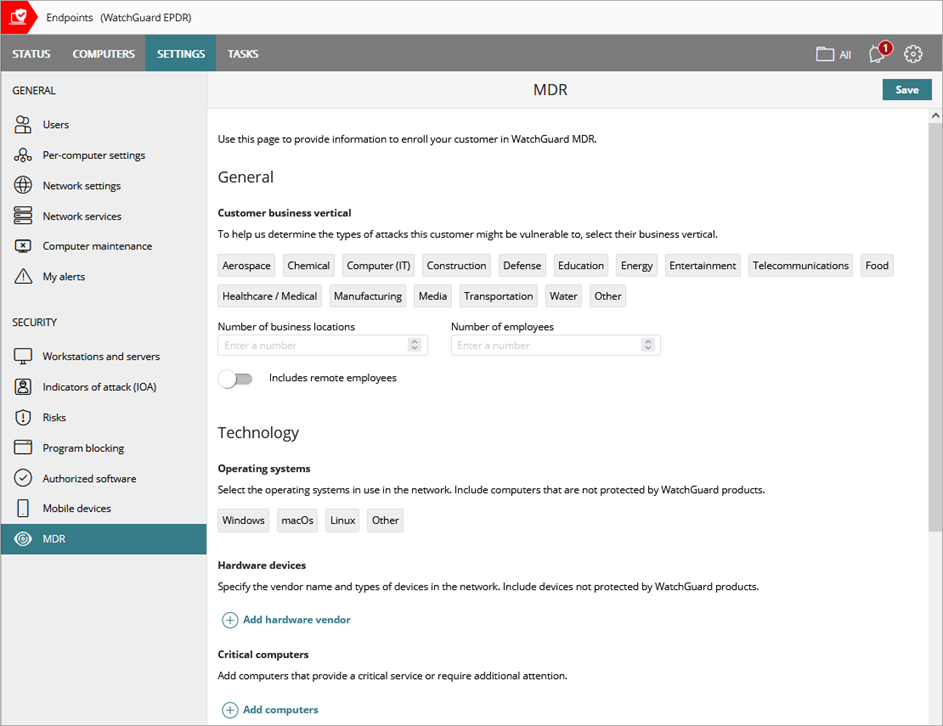 Endpoints (WatchGuard EPDR)
STATUS COMPUTERS SETTINGS TASKS All 1
GENERAL
Users
Per-computer settings
Network settings
Network services
Computer maintenance
My alerts
SECURITY
Workstations and servers
Indicators of attack (IOA)
Risks
Program blocking
Authorized software
Mobile devices
MDR
MDR Save
Use this page to provide information to enroll your customer in WatchGuard MDR.
General
Customer business vertical
To help us determine the types of attacks this customer might be vulnerable to, select their business vertical.
Aerospace Chemical Computer (IT) Construction Defense Education Energy Entertainment Telecommunications Food
Healthcare / Medical Manufacturing Media Transportation Water Other
Number of business locations Number of employees
Enter a number Enter a number
Includes remote employees
Technology
Operating systems
Select the operating systems in use in the network. Include computers that are not protected by WatchGuard products.
Windows macOs Linux Other
Hardware devices
Specify the vendor name and types of devices in the network. Include devices not protected by WatchGuard products.
Add hardware vendor
Critical computers
Add computers that provide a critical service or require additional attention.
Add computers